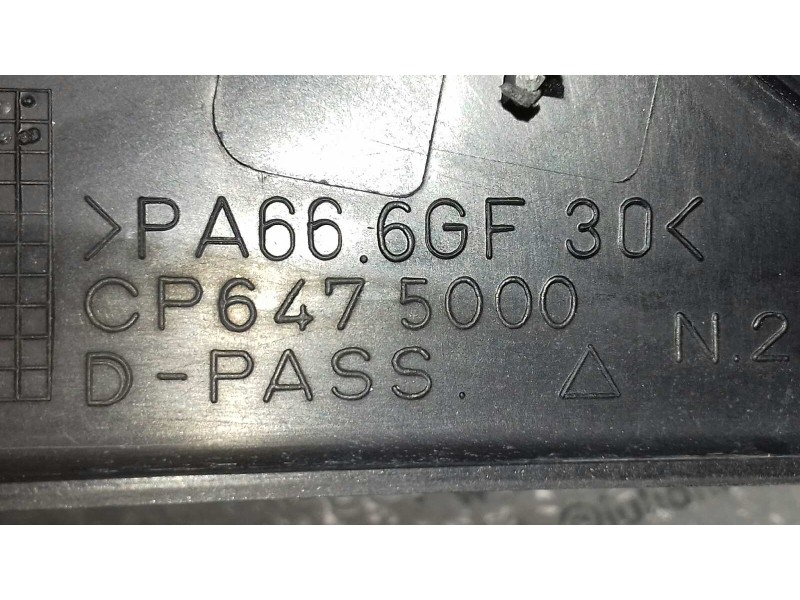 >PA66.6GF 30<
CP647 5000
D-PASS. △ N.2